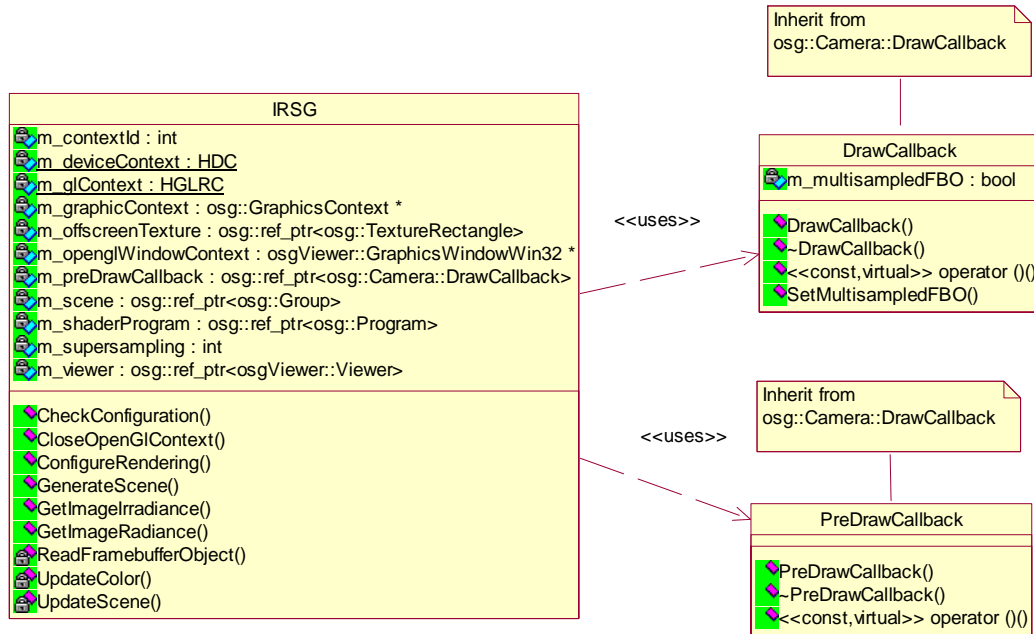 Inherit from
osg::Camera::DrawCallback
IRSG
m_contextId : int
m_deviceContext : HDC
m_glContext : HGLRC
m_graphicContext : osg::GraphicsContext *
m_offscreenTexture : osg::ref_ptr<osg::TextureRectangle>
m_openglWindowContext : osgViewer::GraphicsWindowWin32 *
m_preDrawCallback : osg::ref_ptr<osg::Camera::DrawCallback>
m_scene : osg::ref_ptr<osg::Group>
m_shaderProgram : osg::ref_ptr<osg::Program>
m_supersampling : int
m_viewer : osg::ref_ptr<osgViewer::Viewer>
CheckConfiguration()
CloseOpenGlContext()
ConfigureRendering()
GenerateScene()
GetImageIrradiance()
GetImageRadiance()
ReadFramebufferObject()
UpdateColor()
UpdateScene()
<<uses>>
DrawCallback
m_multisampledFBO : bool
DrawCallback()
~DrawCallback()
<<const,virtual>> operator ()()
SetMultisampledFBO()
<<uses>>
Inherit from
osg::Camera::DrawCallback
PreDrawCallback
PreDrawCallback()
~PreDrawCallback()
<<const,virtual>> operator ()()